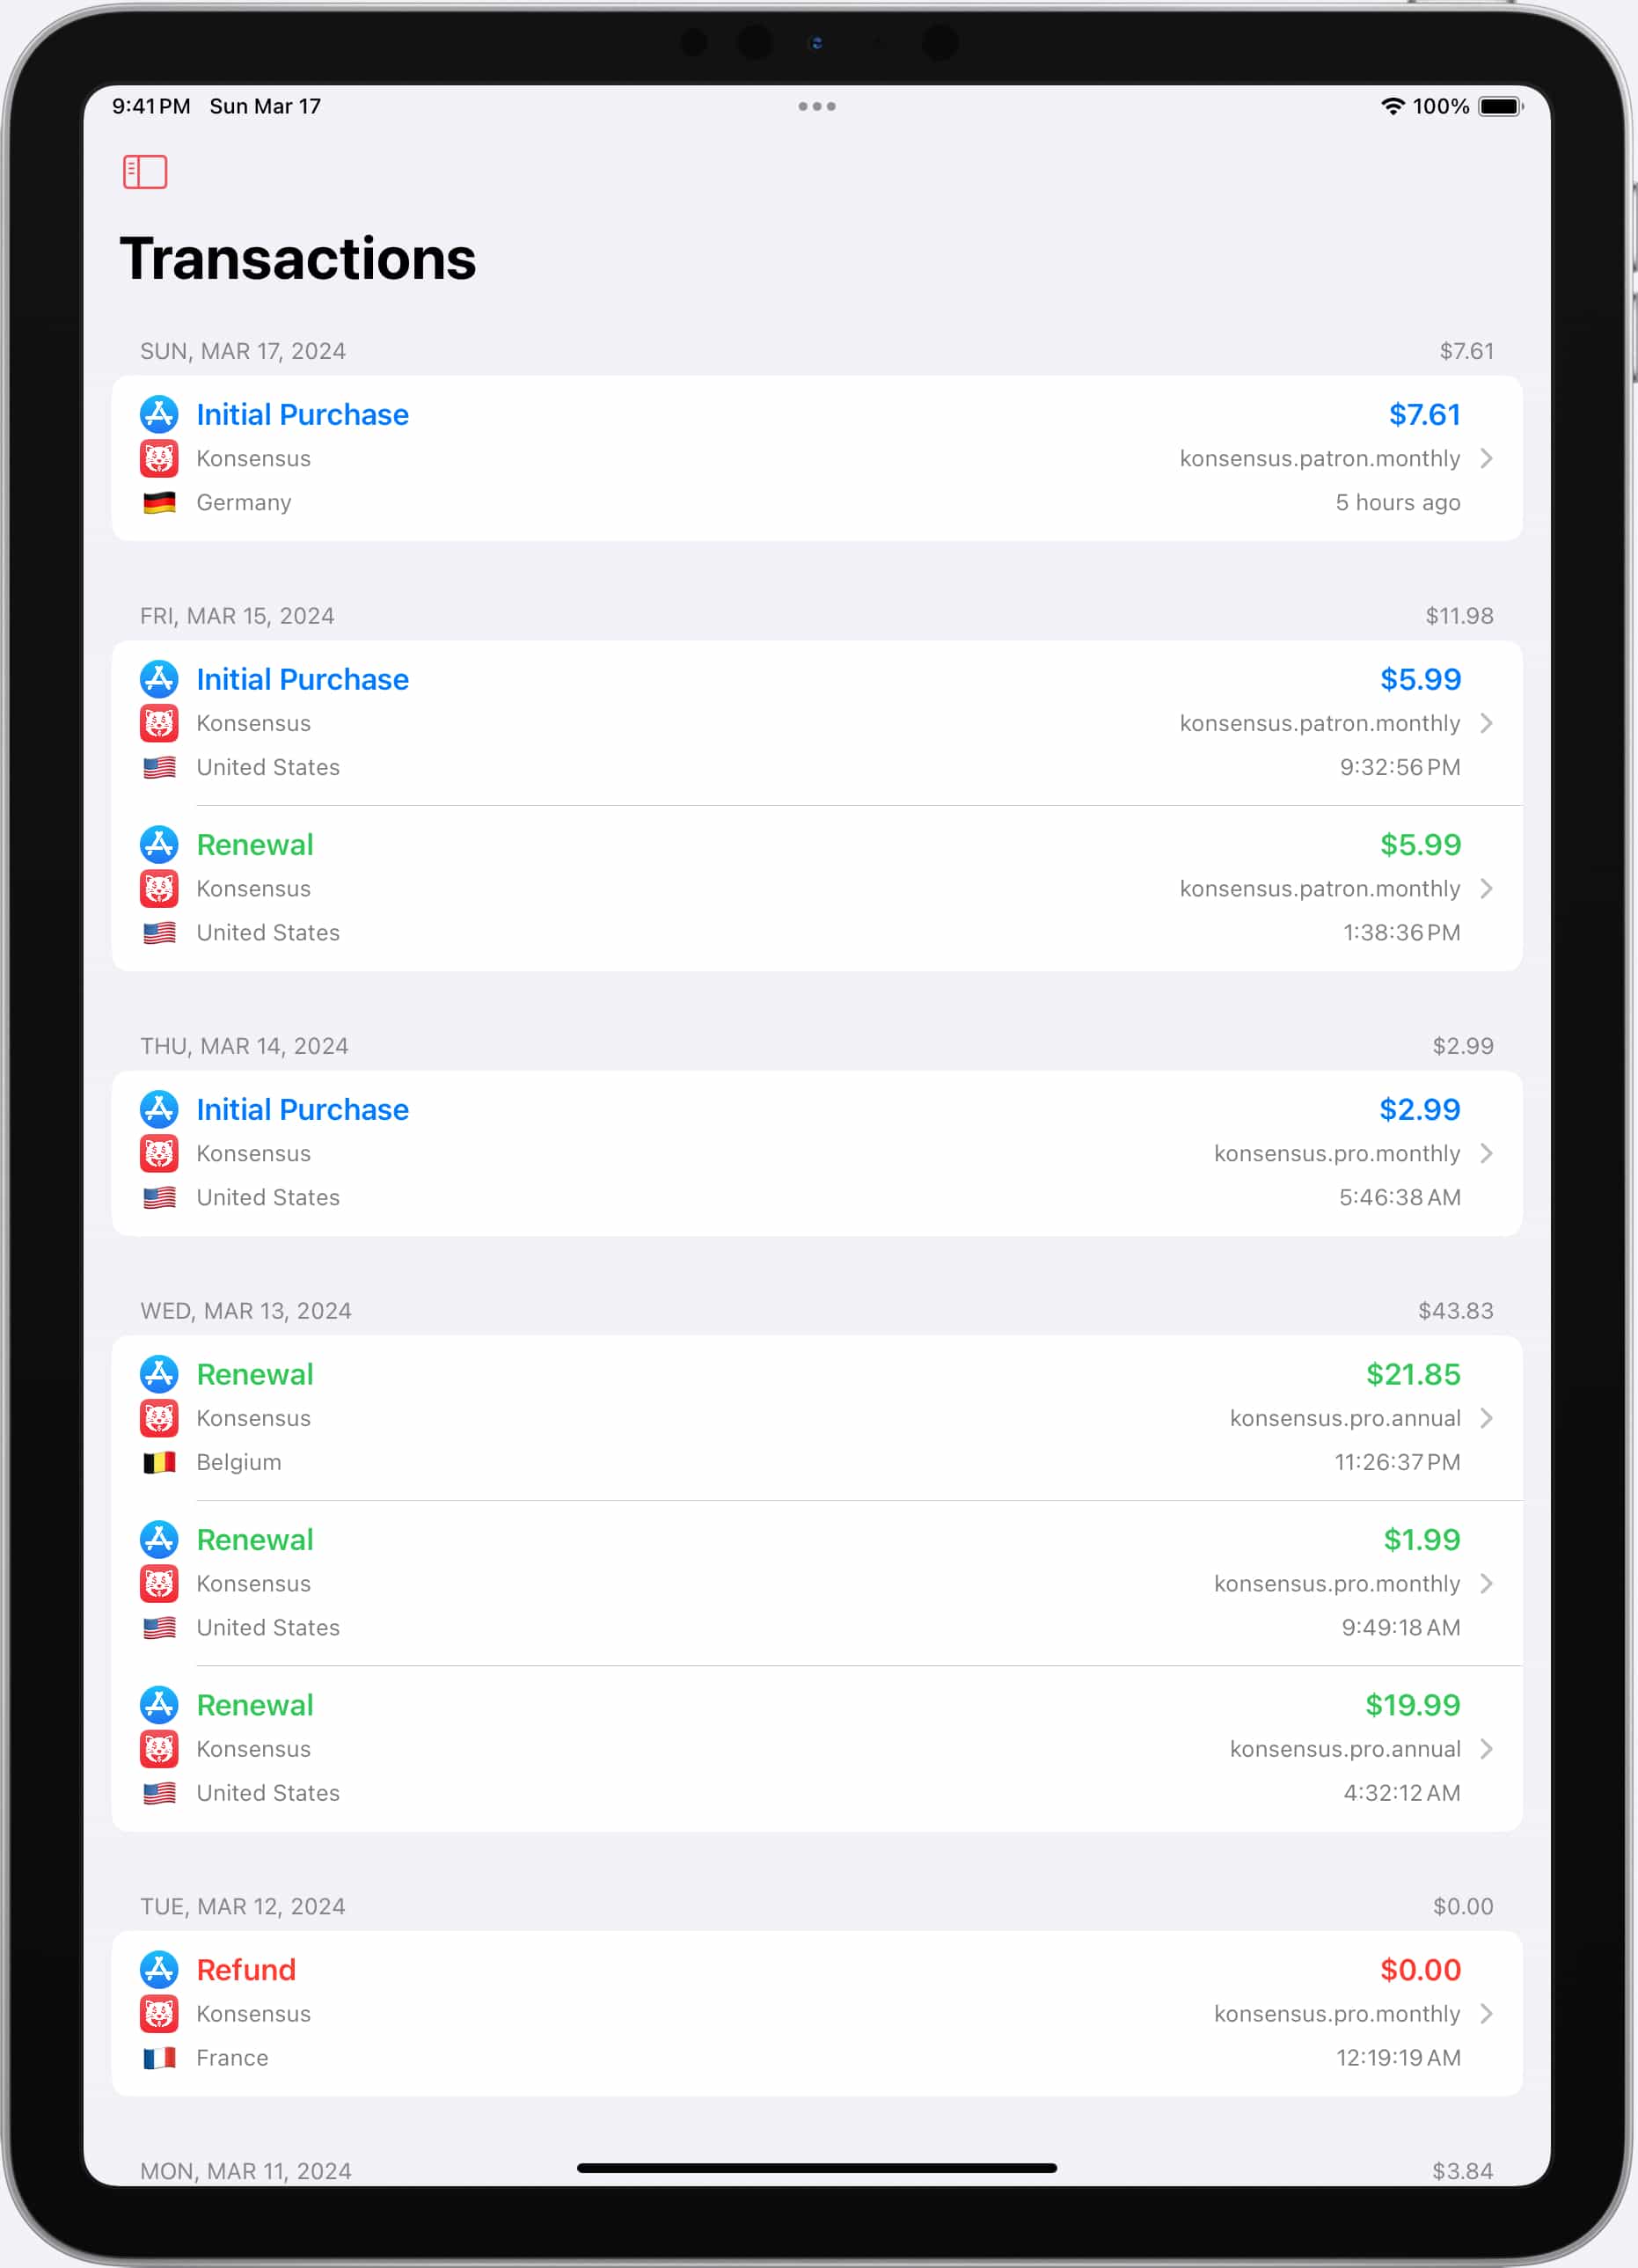 9:41 PM Sun Mar 17 100%
Transactions
SUN, MAR 17, 2024 $7.61
Initial Purchase $7.61
Konsensus konsensus.patron.monthly
Germany 5 hours ago
FRI, MAR 15, 2024 $11.98
Initial Purchase $5.99
Konsensus konsensus.patron.monthly
United States 9:32:56 PM
Renewal $5.99
Konsensus konsensus.patron.monthly
United States 1:38:36 PM
THU, MAR 14, 2024 $2.99
Initial Purchase $2.99
Konsensus konsensus.pro.monthly
United States 5:46:38 AM
WED, MAR 13, 2024 $43.83
Renewal $21.85
Konsensus konsensus.pro.annual
Belgium 11:26:37 PM
Renewal $1.99
Konsensus konsensus.pro.monthly
United States 9:49:18 AM
Renewal $19.99
Konsensus konsensus.pro.annual
United States 4:32:12 AM
TUE, MAR 12, 2024 $0.00
Refund $0.00
Konsensus konsensus.pro.monthly
France 12:19:19 AM
MON, MAR 11, 2024 $3.84